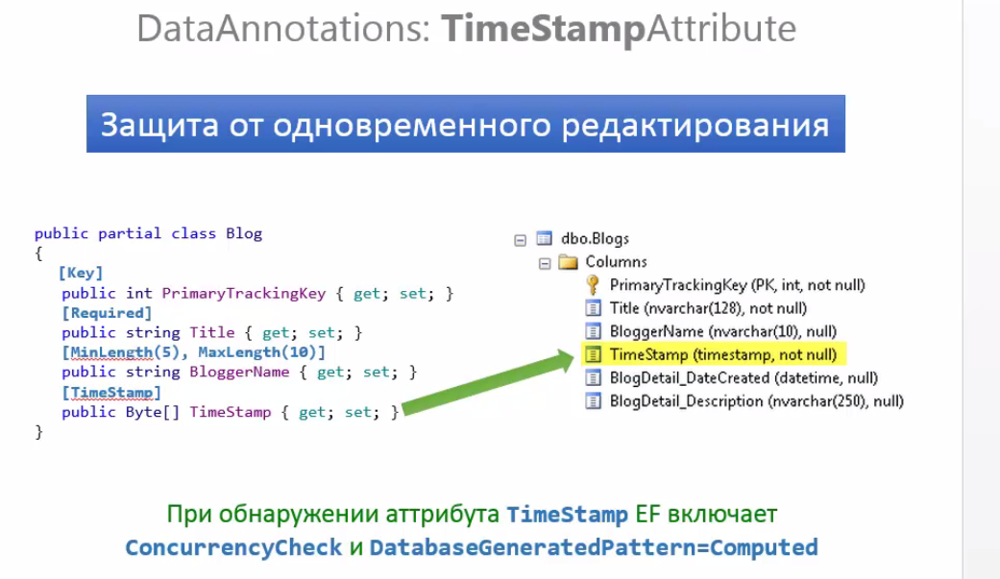 DataAnnotations: TimeStampAttribute
Защита от одновременного редактирования
public partial class Blog
{
[Key]
public int PrimaryTrackingKey { get; set; }
[Required]
public string Title { get; set; }
[MinLength(5), MaxLength(10)]
public string BloggerName { get; set; }
[TimeStamp]
public Byte[] TimeStamp { get; set; }
}
dbo.Blogs
Columns
PrimaryTrackingKey (PK, int, not null)
Title (nvarchar(128), not null)
BloggerName (nvarchar(10), null)
TimeStamp (timestamp, not null)
BlogDetail_DateCreated (datetime, null)
BlogDetail_Description (nvarchar(250), null)
При обнаружении аттрибута TimeStamp EF включает
ConcurrencyCheck и DatabaseGeneratedPattern=Computed